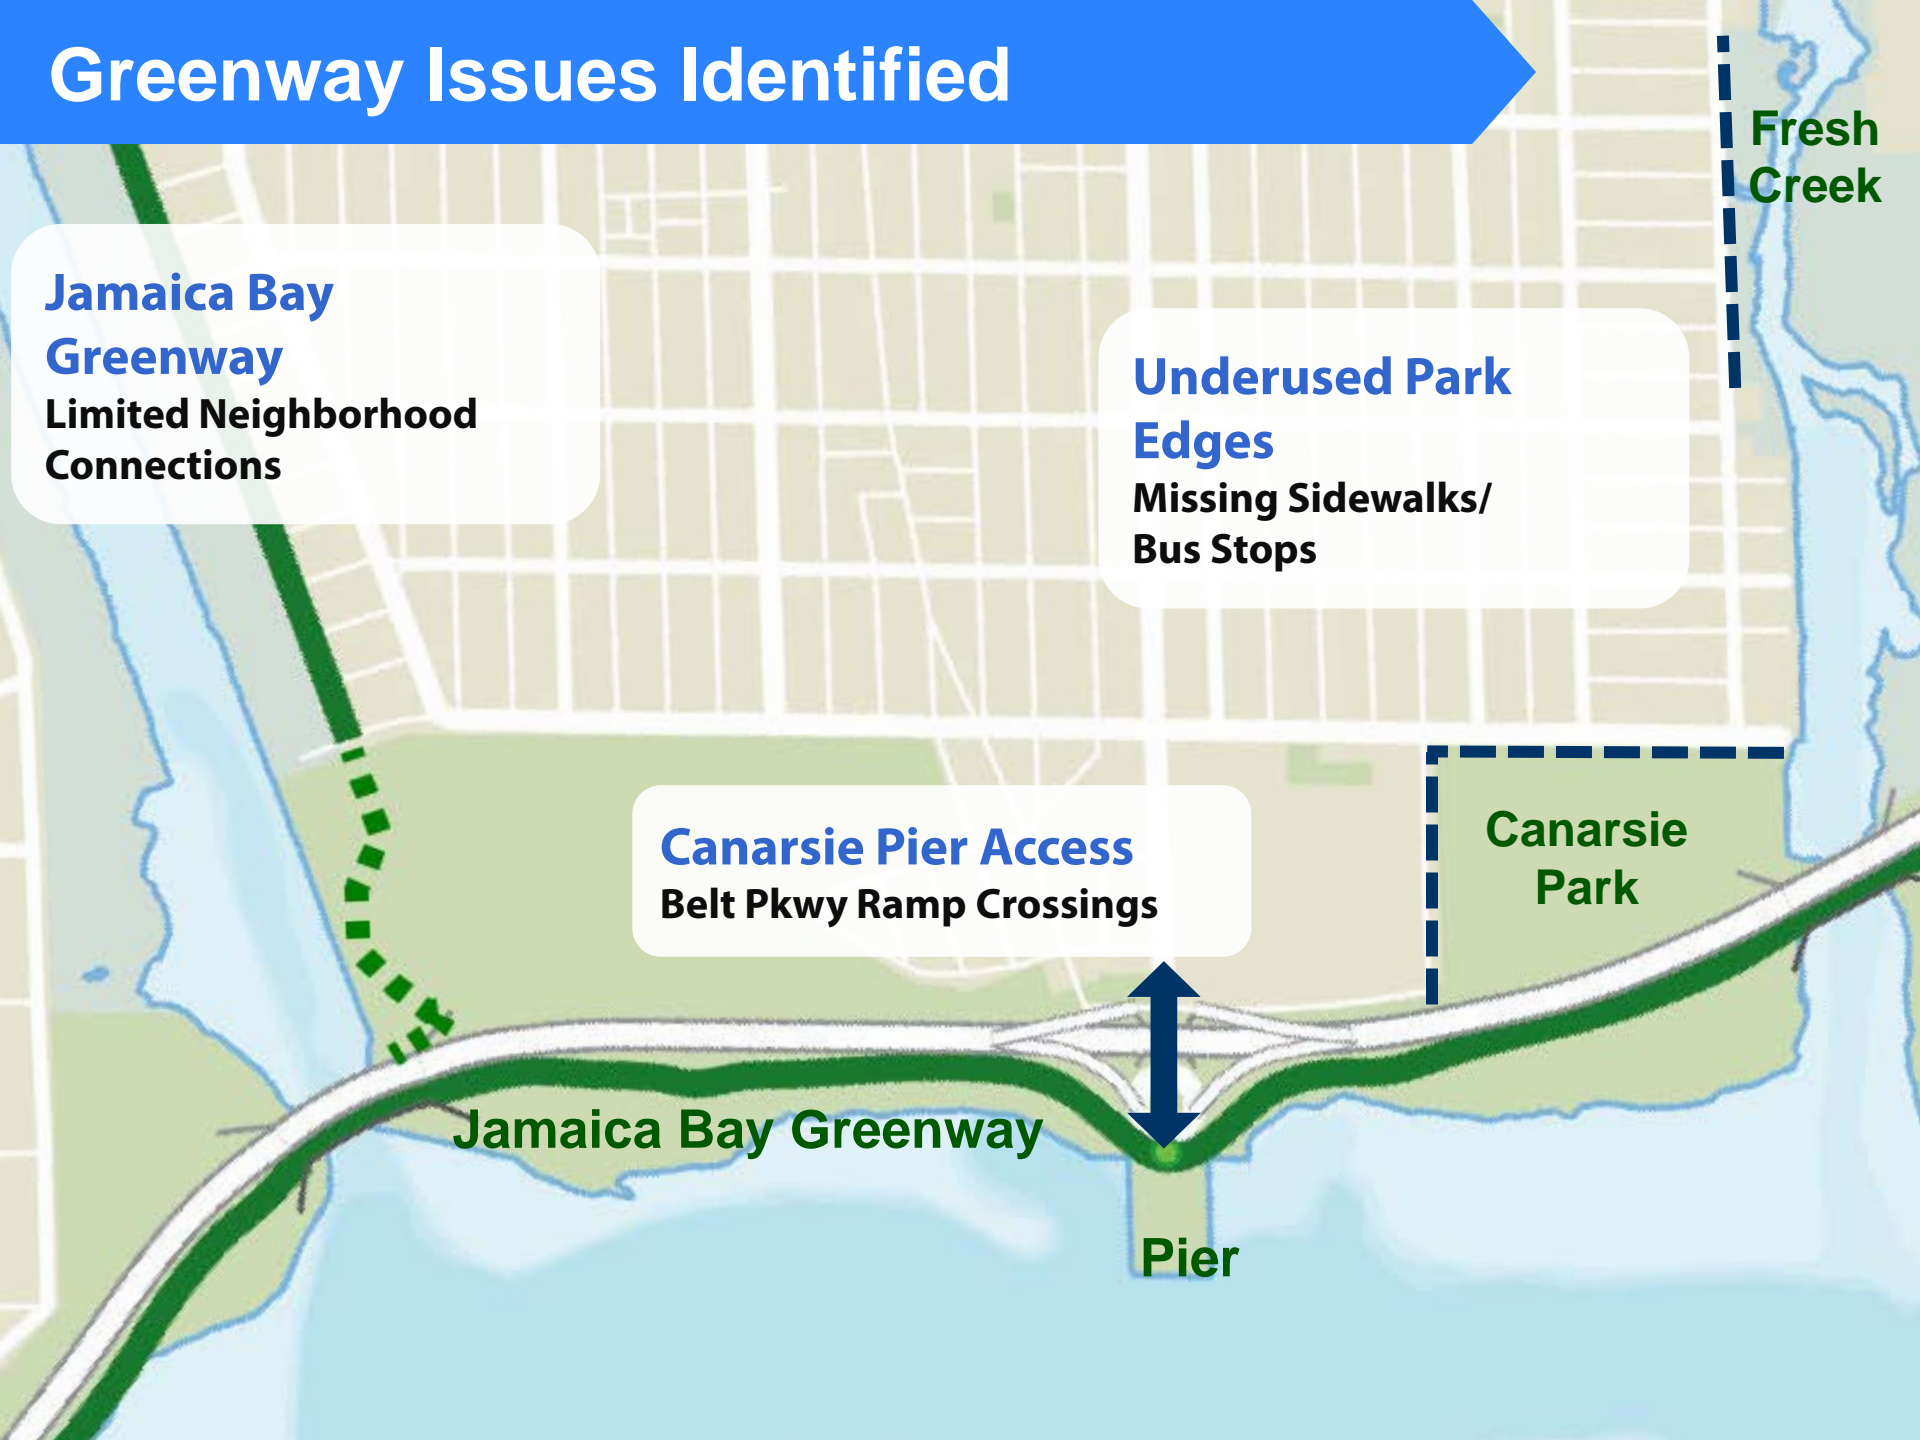 Greenway Issues Identified
Fresh
Creek
Jamaica Bay
Greenway
Limited Neighborhood
Connections
Underused Park
Edges
Missing Sidewalks/
Bus Stops
Canarsie Pier Access
Belt Pkwy Ramp Crossings
Canarsie
Park
Jamaica Bay Greenway
Pier